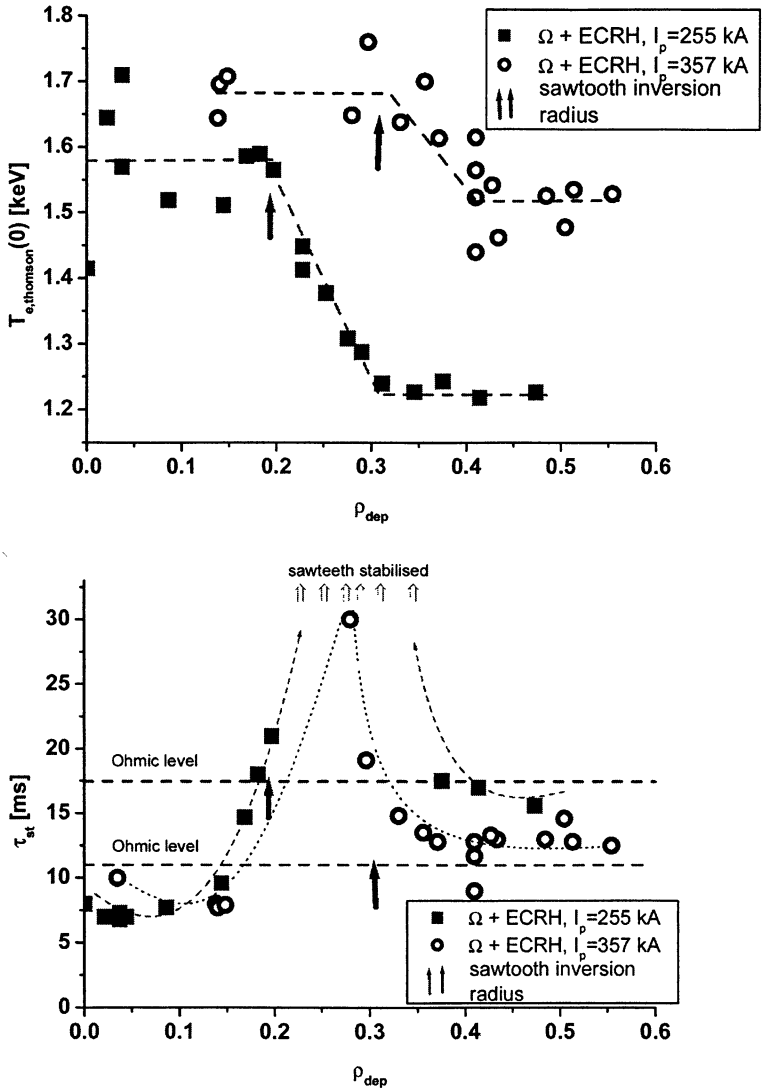 1.8
1.7
1.6
1.5
1.4
1.3
1.2
T_e,thomson(0) [keV]
Ω + ECRH, I_p=255 kA
Ω + ECRH, I_p=357 kA
sawtooth inversion
radius
0.0 0.1 0.2 0.3 0.4 0.5 0.6
ρ_dep
sawteeth stabilised
30
25
20
15
10
5
0
τ_st [ms]
Ohmic level
Ohmic level
Ω + ECRH, I_p=255 kA
Ω + ECRH, I_p=357 kA
sawtooth inversion
radius
0.0 0.1 0.2 0.3 0.4 0.5 0.6
ρ_dep